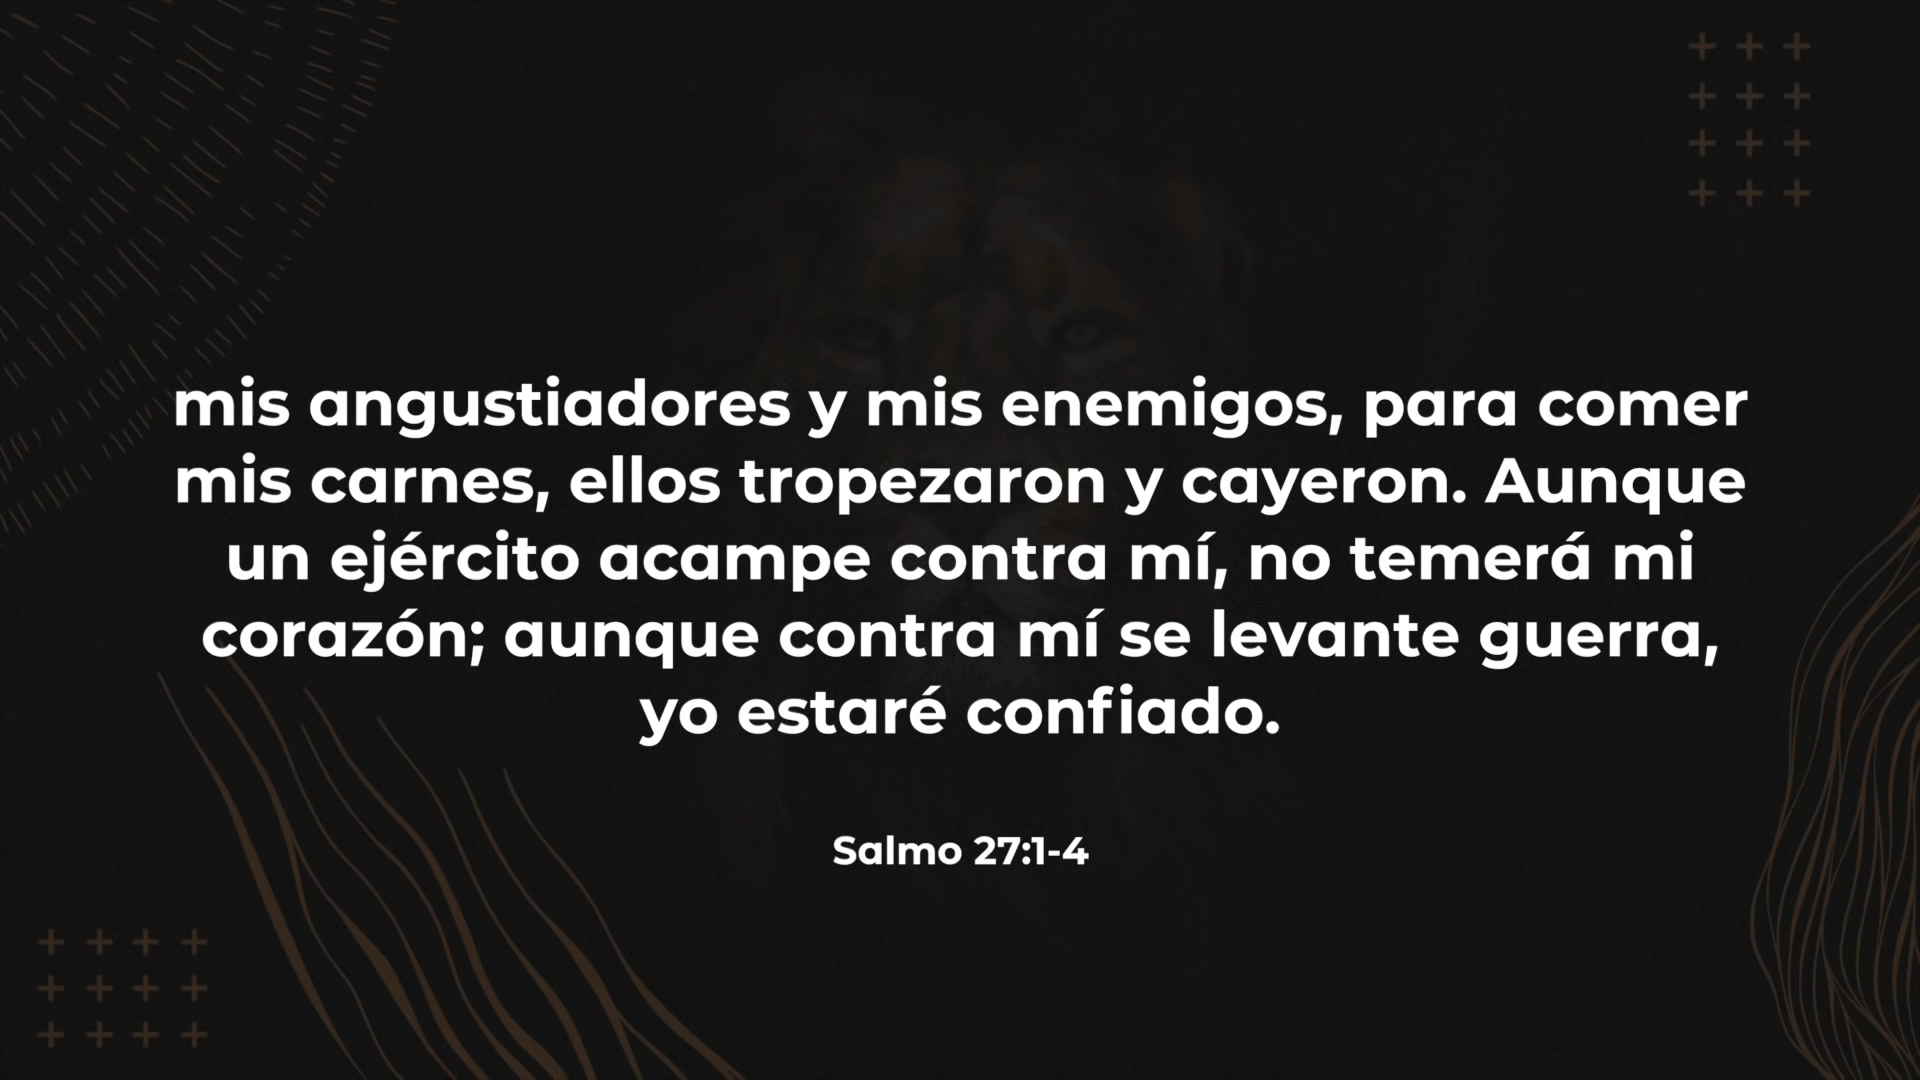 mis angustiadores y mis enemigos, para comer
mis carnes, ellos tropezaron y cayeron. Aunque
un ejército acampe contra mí, no temerá mi
corazón; aunque contra mí se levante guerra,
yo estaré confiado.
Salmo 27:1-4